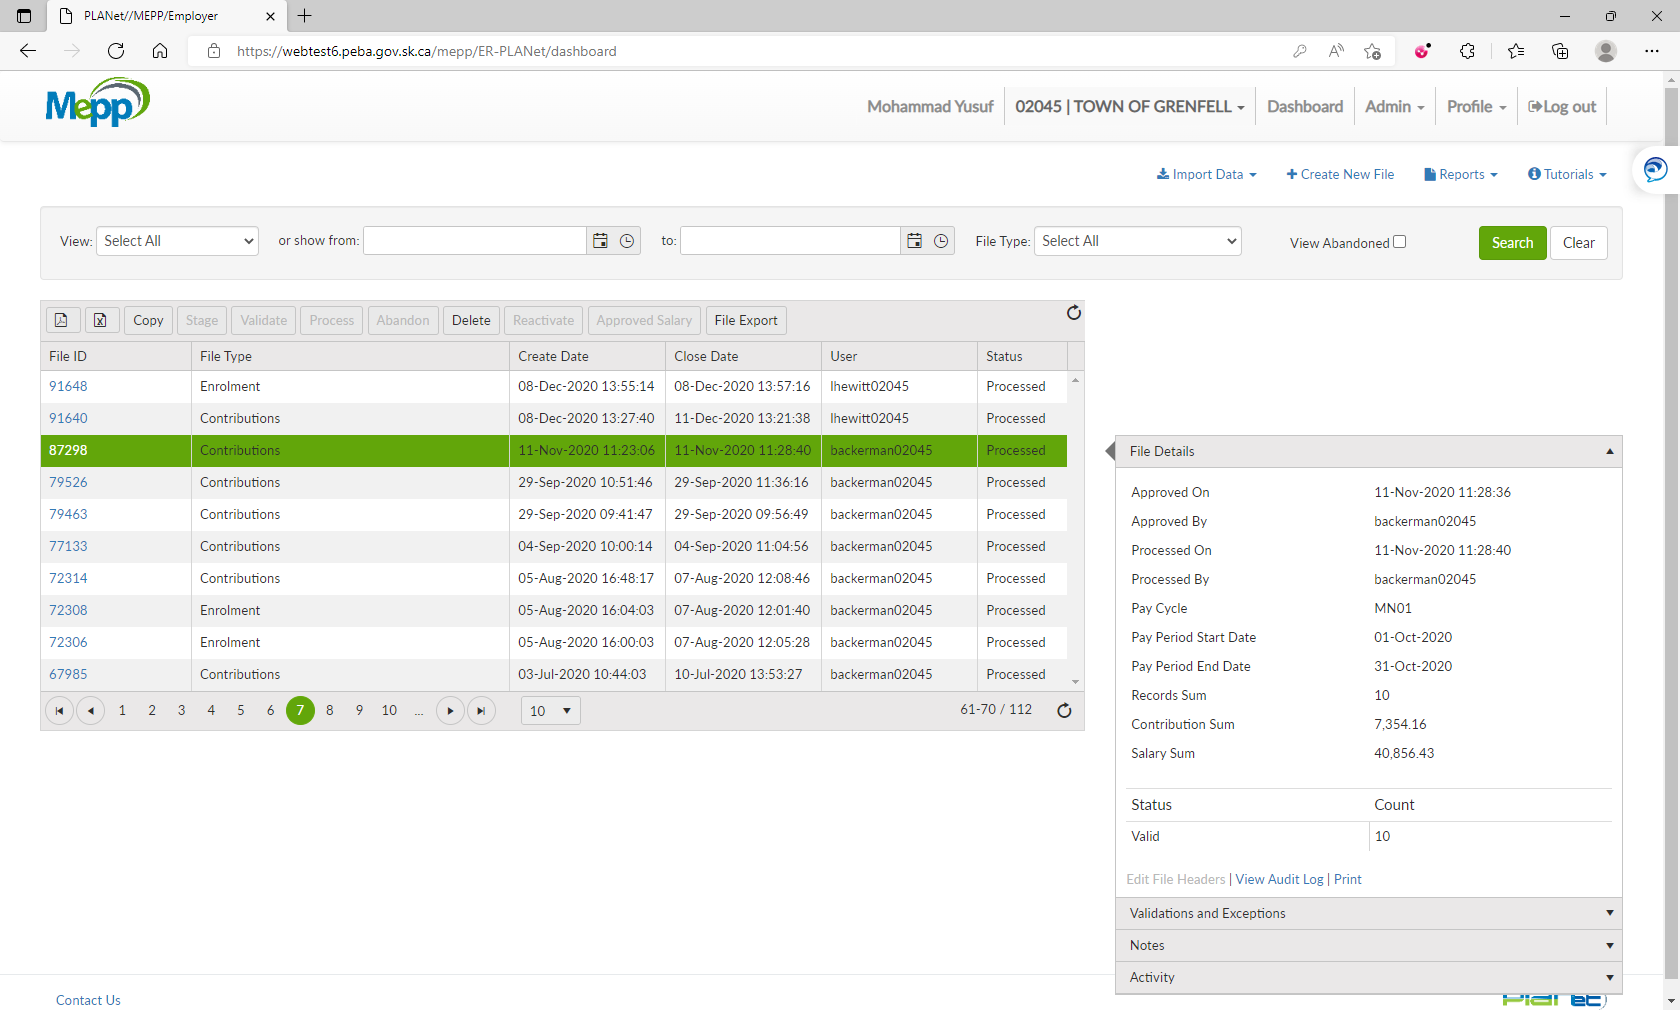 PLANet//MEPP/Employer
https://webtest6.peba.gov.sk.ca/mepp/ER-PLANet/dashboard
Mepp
Mohammad Yusuf
02045 | TOWN OF GRENFELL
Dashboard
Admin
Profile
Log out
Import Data
Create New File
Reports
Tutorials
View: Select All or show from: to: File Type: Select All View Abandoned Search Clear
Copy Stage Validate Process Abandon Delete Reactivate Approved Salary File Export
File ID File Type Create Date Close Date User Status
91648 Enrolment 08-Dec-2020 13:55:14 08-Dec-2020 13:57:16 lhewitt02045 Processed
91640 Contributions 08-Dec-2020 13:27:40 11-Dec-2020 13:21:38 lhewitt02045 Processed
87298 Contributions 11-Nov-2020 11:23:06 11-Nov-2020 11:28:40 backerman02045 Processed
79526 Contributions 29-Sep-2020 10:51:46 29-Sep-2020 11:36:16 backerman02045 Processed
79463 Contributions 29-Sep-2020 09:41:47 29-Sep-2020 09:56:49 backerman02045 Processed
77133 Contributions 04-Sep-2020 10:00:14 04-Sep-2020 11:04:56 backerman02045 Processed
72314 Contributions 05-Aug-2020 16:48:17 07-Aug-2020 12:08:46 backerman02045 Processed
72308 Enrolment 05-Aug-2020 16:04:03 07-Aug-2020 12:01:40 backerman02045 Processed
72306 Enrolment 05-Aug-2020 16:00:03 07-Aug-2020 12:05:28 backerman02045 Processed
67985 Contributions 03-Jul-2020 10:44:03 10-Jul-2020 13:53:27 backerman02045 Processed
1 2 3 4 5 6 7 8 9 10 ... 10 61-70 / 112
File Details
Approved On 11-Nov-2020 11:28:36
Approved By backerman02045
Processed On 11-Nov-2020 11:28:40
Processed By backerman02045
Pay Cycle MN01
Pay Period Start Date 01-Oct-2020
Pay Period End Date 31-Oct-2020
Records Sum 10
Contribution Sum 7,354.16
Salary Sum 40,856.43
Status Count
Valid 10
Edit File Headers | View Audit Log | Print
Validations and Exceptions
Notes
Activity
Contact Us